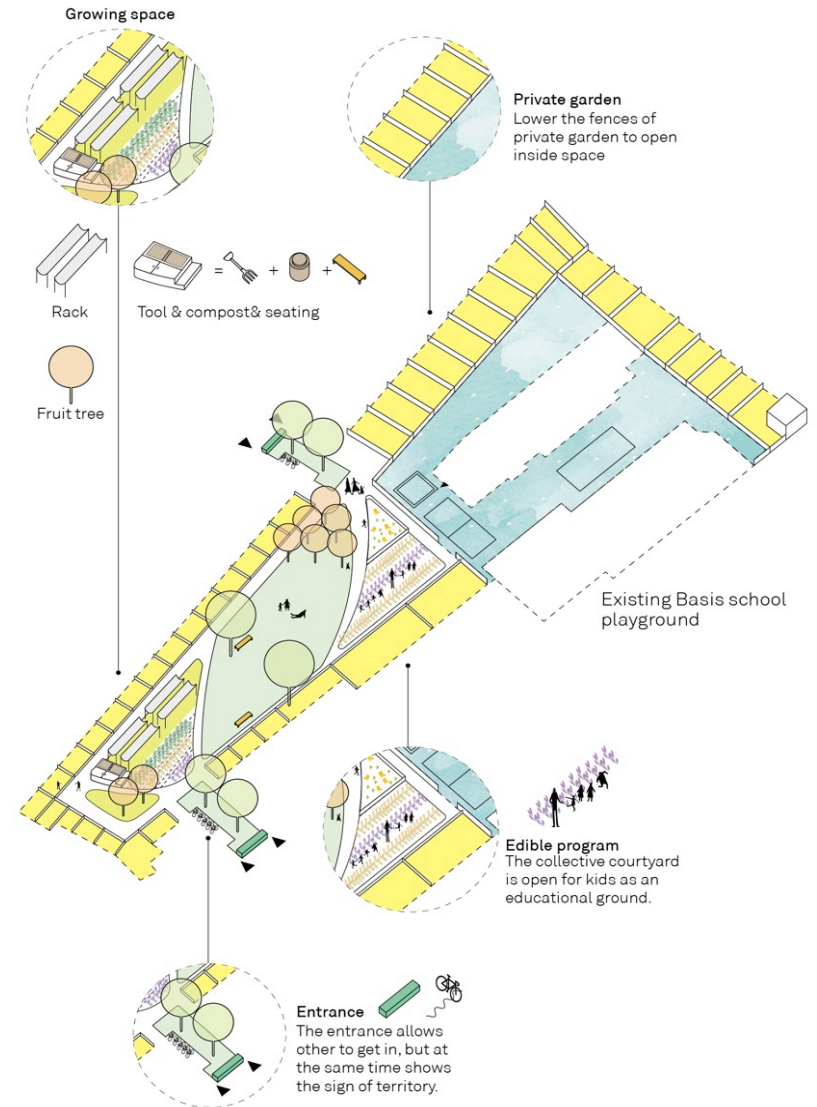 Growing space
Private garden
Lower the fences of
private garden to open
inside space
= + +
Rack
Tool & compost& seating
Fruit tree
Existing Basis school
playground
Edible program
The collective courtyard
is open for kids as an
educational ground.
Entrance
The entrance allows
other to get in, but at
the same time shows
the sign of territory.